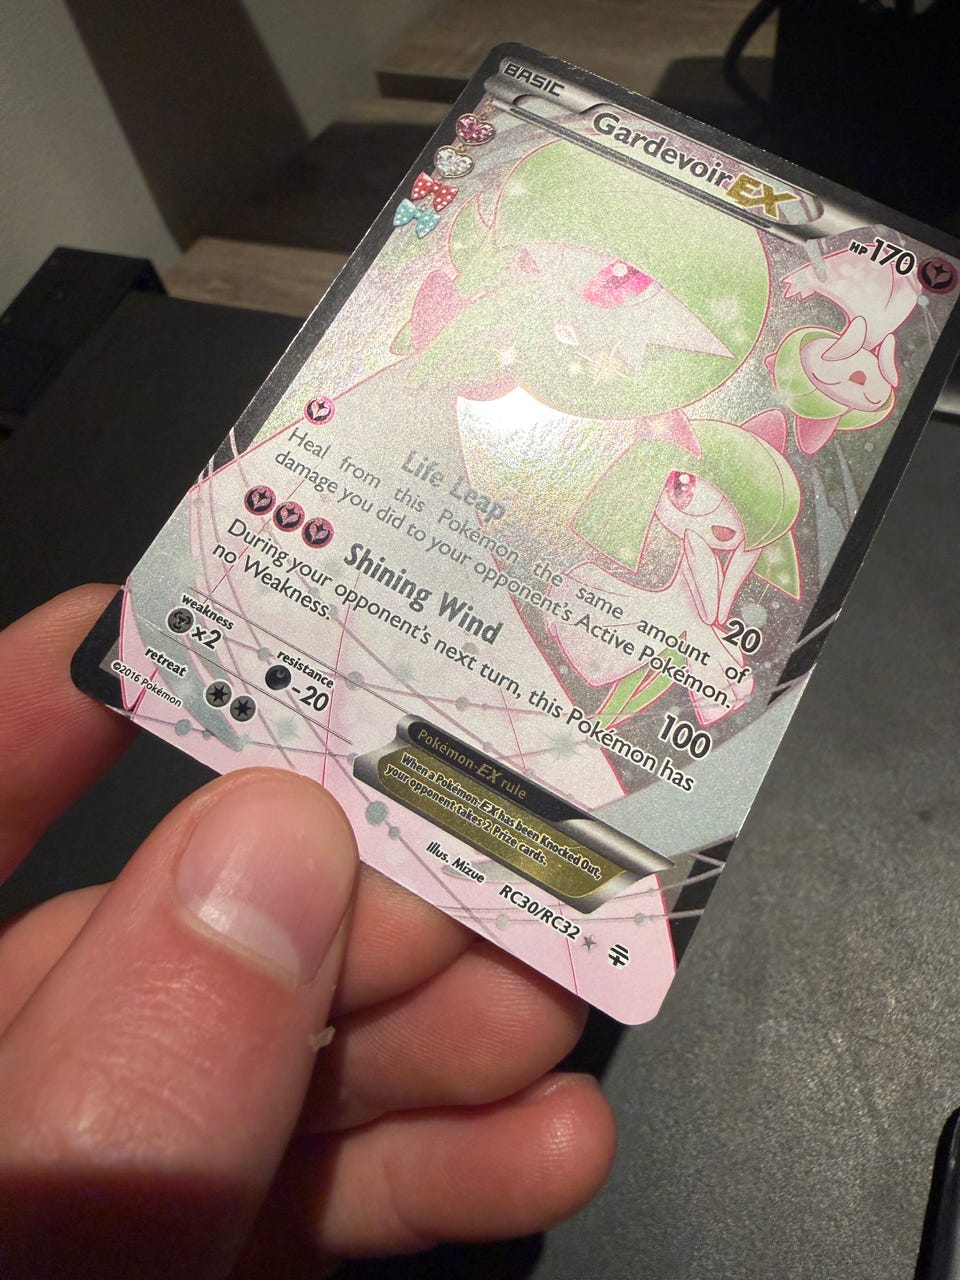 BASIC
Gardevoir EX
HP 170
Life Leap 20
Heal from this Pokémon the same amount of
damage you did to your opponent's Active Pokémon.
Shining Wind 100
During your opponent's next turn, this Pokémon has
no Weakness.
weakness
×2
resistance
-20
retreat
©2016 Pokémon
Pokémon-EX rule
When a Pokémon-EX has been Knocked Out,
your opponent takes 2 Prize cards.
Illus. Mizue
RC30/RC32